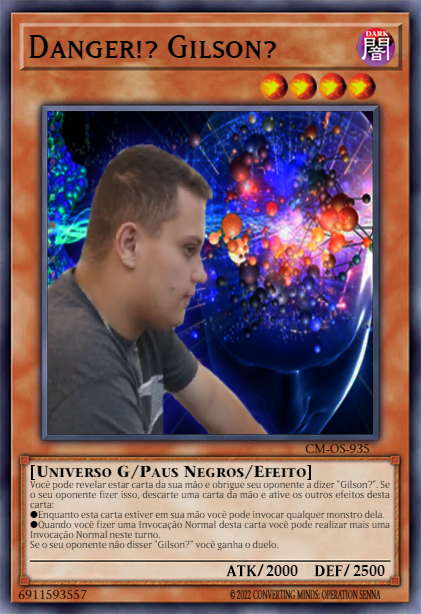 Danger!? Gilson?
DARK
闇
CM-OS-935
[Universo G/Paus Negros/Efeito]
Você pode revelar estar carta da sua mão e obrigue seu oponente a dizer "Gilson?". Se
o seu oponente fizer isso, descarte uma carta da mão e ative os outros efeitos desta
carta:
●Enquanto esta carta estiver em sua mão você pode invocar qualquer monstro dela.
●Quando você fizer uma Invocação Normal desta carta você pode realizar mais uma
Invocação Normal neste turno.
Se o seu oponente não disser "Gilson?" você ganha o duelo.
ATK/2000 DEF/2500
6911593557 ©2022 CONVERTING MINDS: OPERATION SENNA